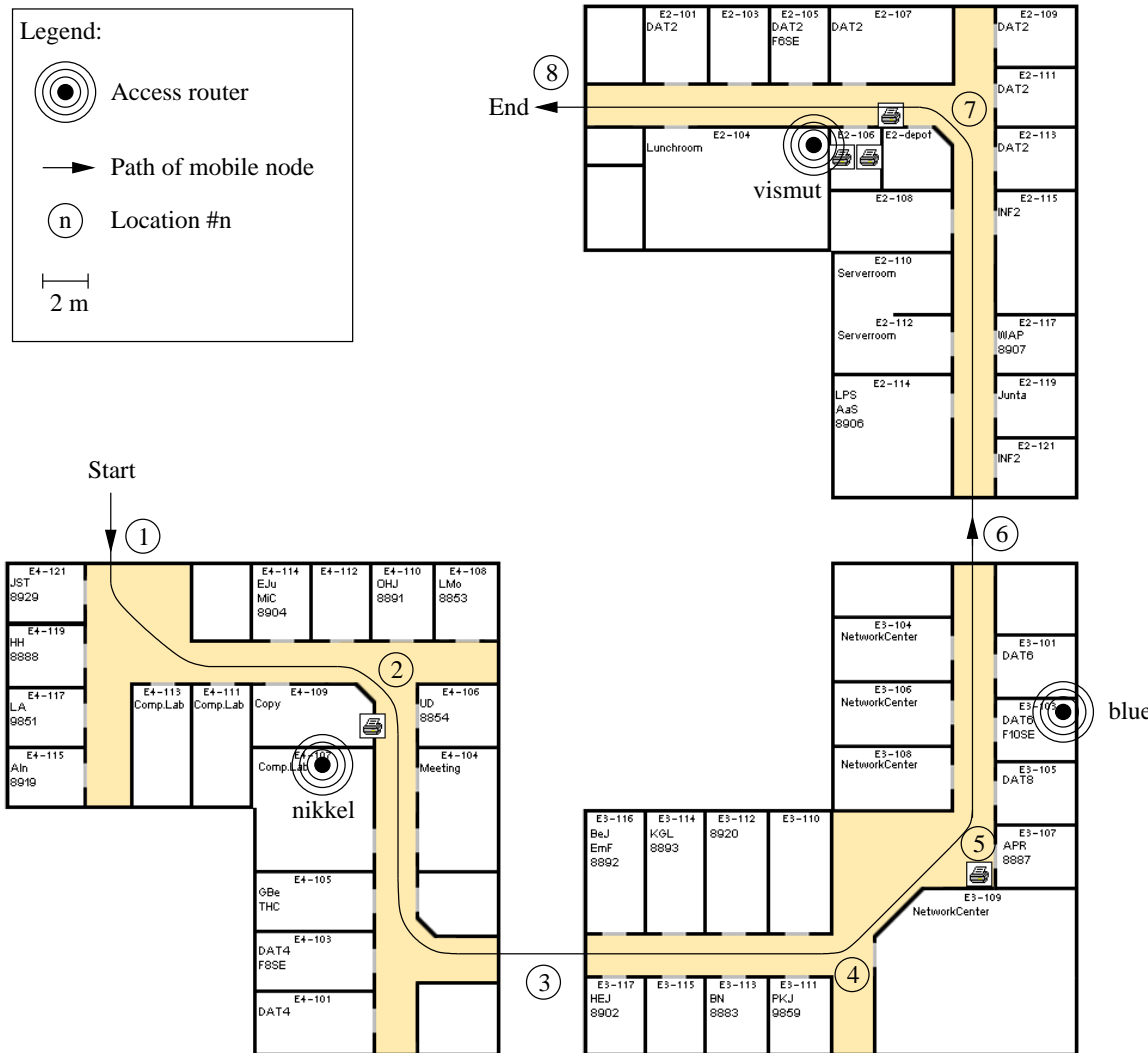 Legend:
Access router
Path of mobile node
n
Location #n
2 m
E2-101
DAT2
E2-103
E2-105
DAT2
F6SE
E2-107
DAT2
E2-109
DAT2
8
End
7
E2-111
DAT2
E2-104
Lunchroom
E2-106
E2-depot
E2-113
DAT2
vismut
E2-108
E2-115
INF2
E2-110
Serverroom
E2-112
Serverroom
E2-117
WAP
8907
E2-114
LPS
AaS
8906
E2-119
Junta
E2-121
INF2
Start
1
6
E4-121
JST
8929
E4-114
EJu
MiC
8904
E4-112
E4-110
OHJ
8891
E4-108
LMo
8853
E4-119
HH
8888
2
E4-117
LA
9851
E4-113
Comp.Lab
E4-111
Comp.Lab
E4-109
Copy
E4-106
UD
8854
E4-115
Aln
8919
E4-107
Comp.Lab
nikkel
E4-104
Meeting
E4-105
GBe
THC
E4-103
DAT4
F8SE
E4-101
DAT4
3
E3-104
NetworkCenter
E3-101
DAT6
E3-106
NetworkCenter
E3-103
DAT6
F10SE
blue
E3-108
NetworkCenter
E3-105
DAT8
E3-116
BeJ
EmF
8892
E3-114
KGL
8893
E3-112
8920
E3-110
5
E3-107
APR
8887
E3-109
NetworkCenter
4
E3-117
HEJ
8902
E3-115
E3-113
BN
8883
E3-111
PKJ
9859